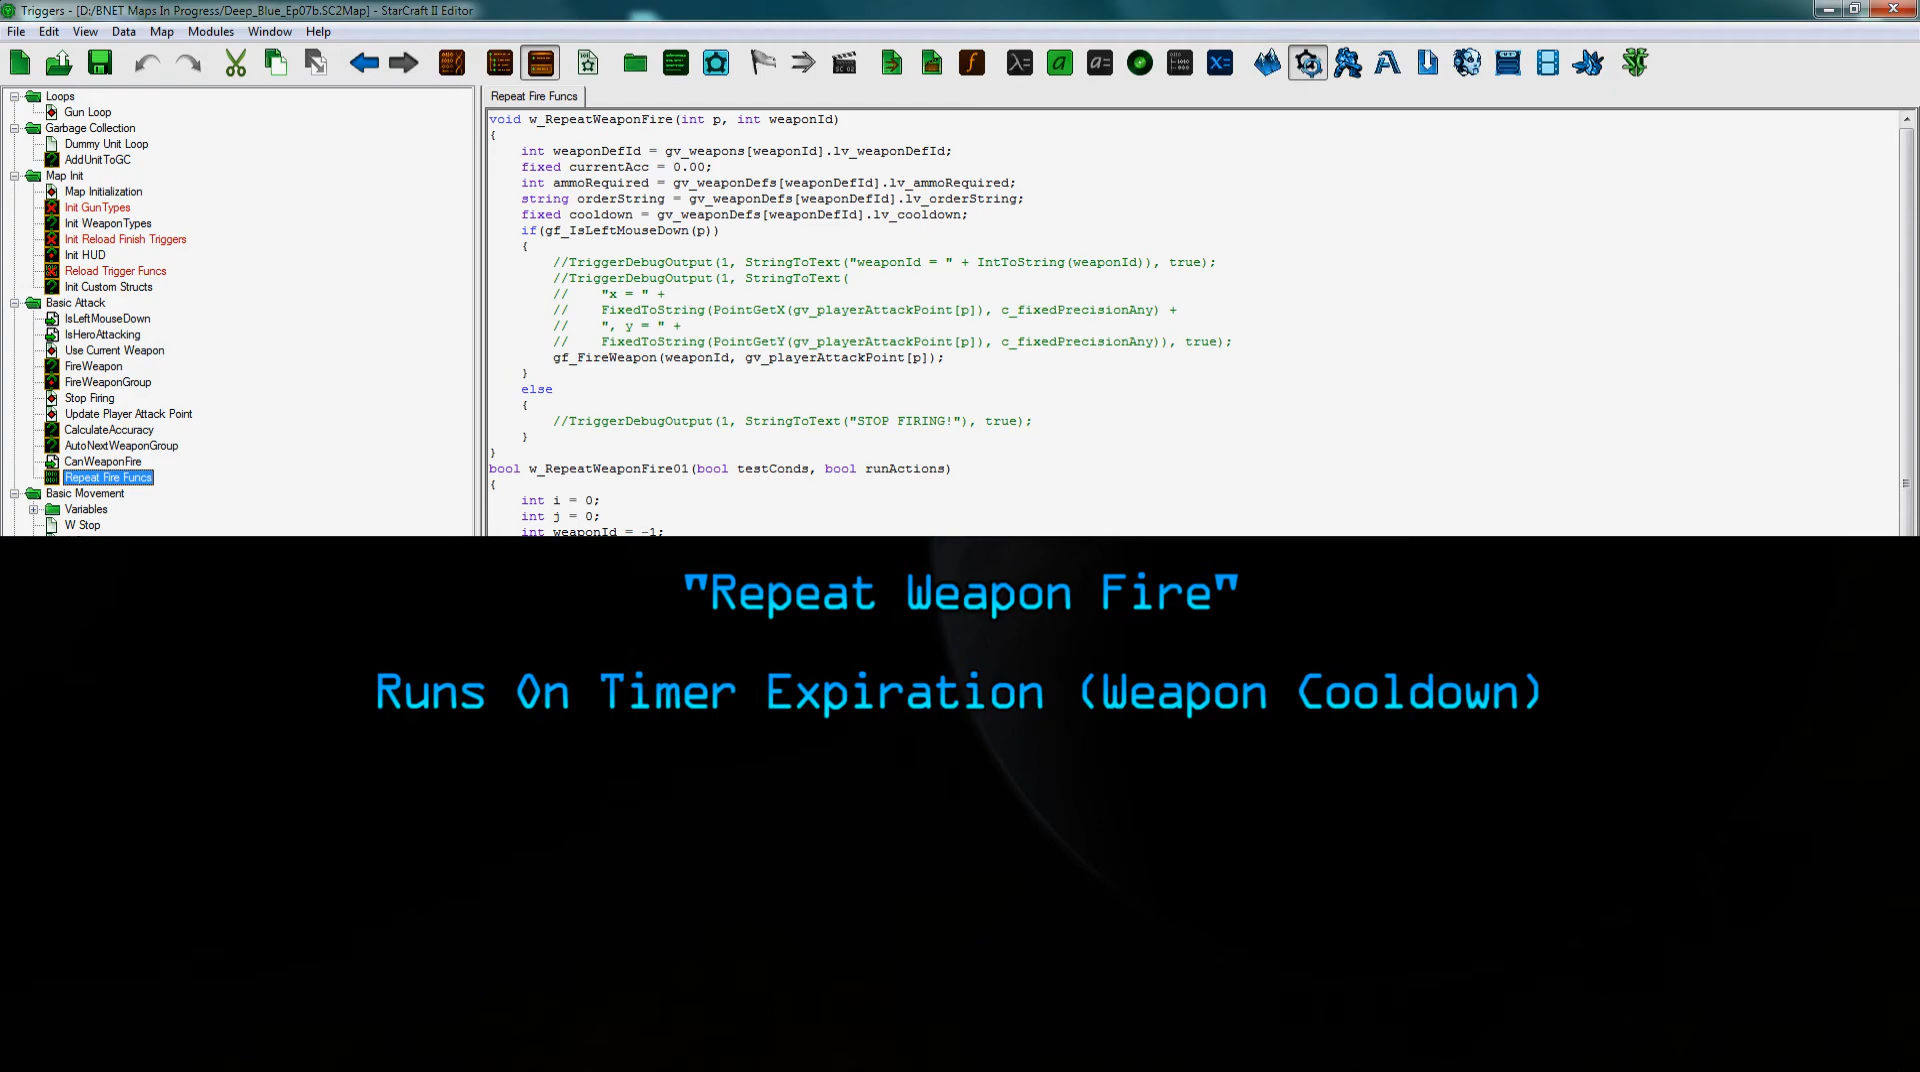 Triggers - [D:/BNET Maps In Progress/Deep_Blue_Ep07b.SC2Map] - StarCraft II Editor
File Edit View Data Map Modules Window Help
Loops
Gun Loop
Garbage Collection
Dummy Unit Loop
AddUnitToGC
Map Init
Map Initialization
Init GunTypes
Init WeaponTypes
Init Reload Finish Triggers
Init HUD
Reload Trigger Funcs
Init Custom Structs
Basic Attack
IsLeftMouseDown
IsHeroAttacking
Use Current Weapon
FireWeapon
FireWeaponGroup
Stop Firing
Update Player Attack Point
CalculateAccuracy
AutoNextWeaponGroup
CanWeaponFire
Repeat Fire Funcs
Basic Movement
Variables
W Stop
Repeat Fire Funcs
void w_RepeatWeaponFire(int p, int weaponId)
{
int weaponDefId = gv_weapons[weaponId].lv_weaponDefId;
fixed currentAcc = 0.00;
int ammoRequired = gv_weaponDefs[weaponDefId].lv_ammoRequired;
string orderString = gv_weaponDefs[weaponDefId].lv_orderString;
fixed cooldown = gv_weaponDefs[weaponDefId].lv_cooldown;
if(gf_IsLeftMouseDown(p))
{
//TriggerDebugOutput(1, StringToText("weaponId = " + IntToString(weaponId)), true);
//TriggerDebugOutput(1, StringToText(
// "x = " +
// FixedToString(PointGetX(gv_playerAttackPoint[p]), c_fixedPrecisionAny) +
// ", y = " +
// FixedToString(PointGetY(gv_playerAttackPoint[p]), c_fixedPrecisionAny)), true);
gf_FireWeapon(weaponId, gv_playerAttackPoint[p]);
}
else
{
//TriggerDebugOutput(1, StringToText("STOP FIRING!"), true);
}
}
bool w_RepeatWeaponFire01(bool testConds, bool runActions)
{
int i = 0;
int j = 0;
int weaponId = -1;
"Repeat Weapon Fire"
Runs On Timer Expiration (Weapon Cooldown)